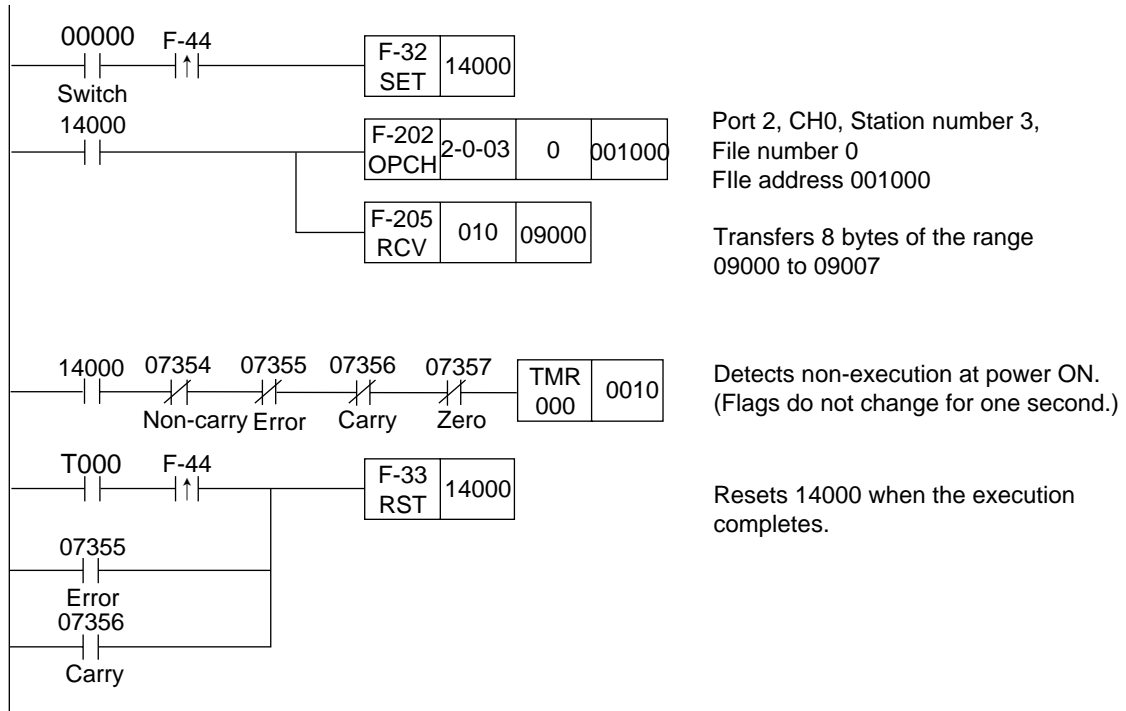 00000 F-44
F-32
SET
14000
Switch
14000
F-202
OPCH
2-0-03
0
001000
Port 2, CH0, Station number 3,
File number 0
FIle address 001000
F-205
RCV
010
09000
Transfers 8 bytes of the range
09000 to 09007
14000 07354 07355 07356 07357
TMR
000
0010
Non-carry Error Carry Zero
Detects non-execution at power ON.
(Flags do not change for one second.)
T000 F-44
F-33
RST
14000
Resets 14000 when the execution
completes.
07355
Error
07356
Carry